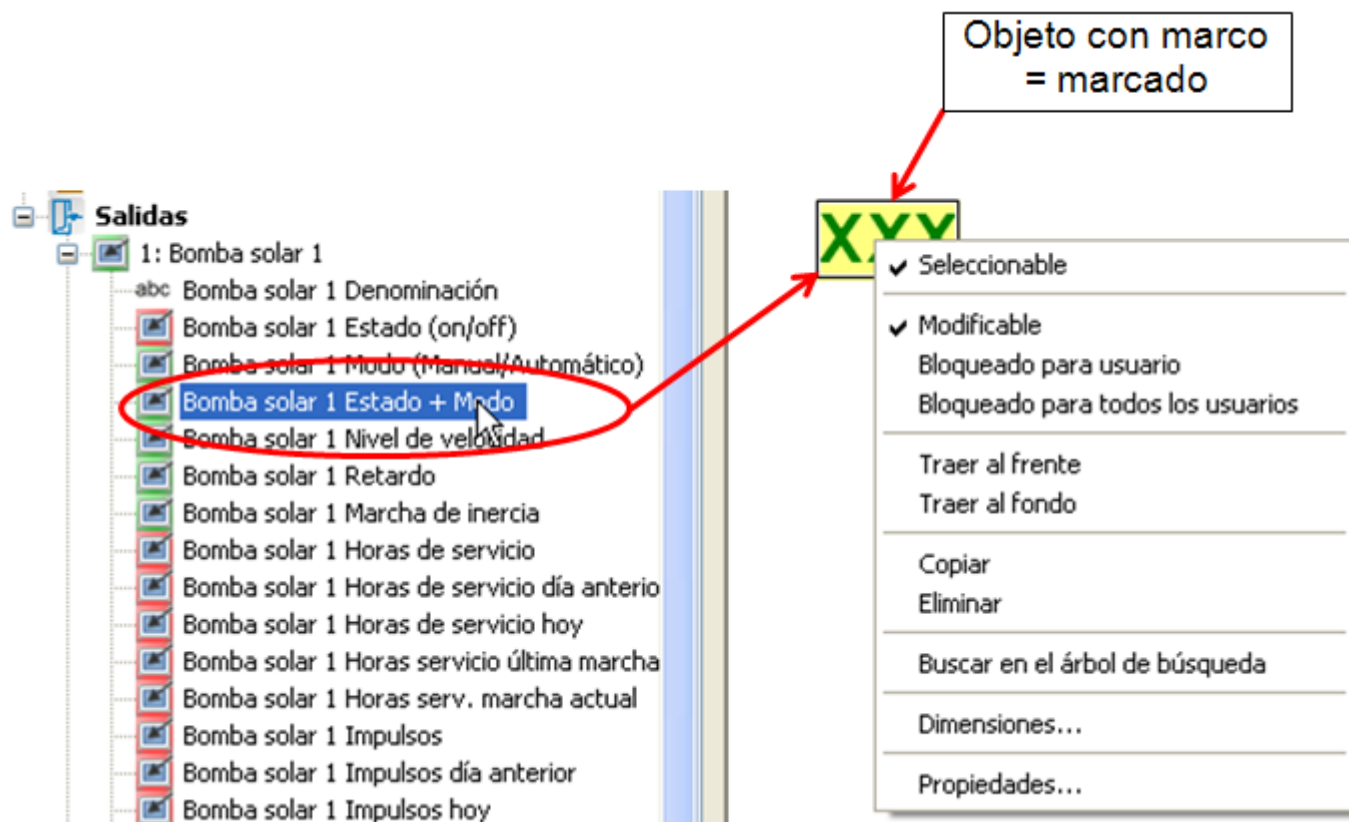 Objeto con marco
= marcado
Salidas
1: Bomba solar 1
abc Bomba solar 1 Denominación
Bomba solar 1 Estado (on/off)
Bomba solar 1 Modo (Manual/Automático)
Bomba solar 1 Estado + Modo
Bomba solar 1 Nivel de velocidad
Bomba solar 1 Retardo
Bomba solar 1 Marcha de inercia
Bomba solar 1 Horas de servicio
Bomba solar 1 Horas de servicio día anterio
Bomba solar 1 Horas de servicio hoy
Bomba solar 1 Horas servicio última marcha
Bomba solar 1 Horas serv. marcha actual
Bomba solar 1 Impulsos
Bomba solar 1 Impulsos día anterior
Bomba solar 1 Impulsos hoy
XXX
Seleccionable
Modificable
Bloqueado para usuario
Bloqueado para todos los usuarios
Traer al frente
Traer al fondo
Copiar
Eliminar
Buscar en el árbol de búsqueda
Dimensiones...
Propiedades...